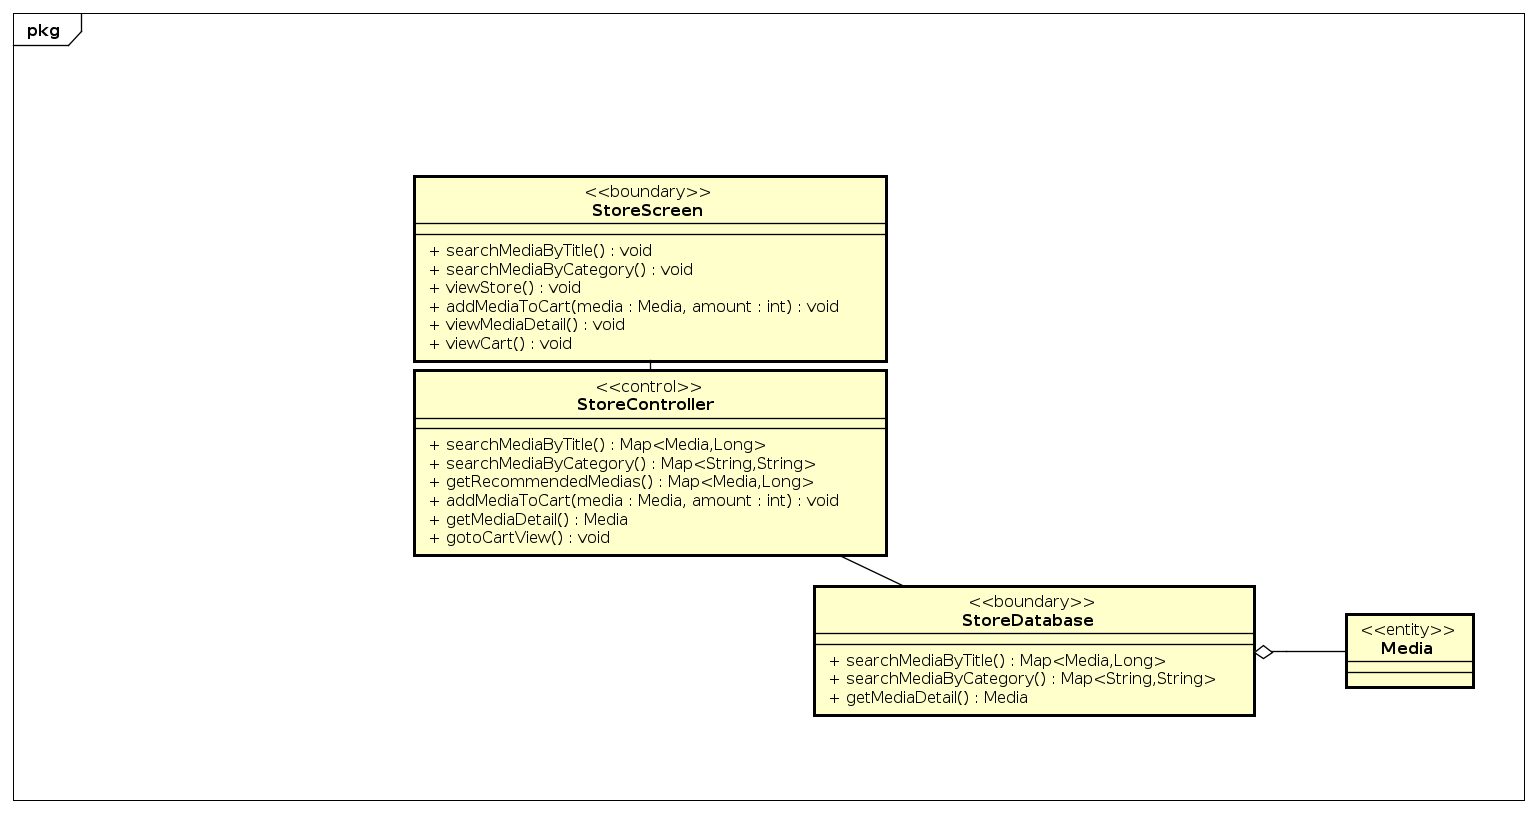 pkg
<<boundary>>
StoreScreen
+ searchMediaByTitle() : void
+ searchMediaByCategory() : void
+ viewStore() : void
+ addMediaToCart(media : Media, amount : int) : void
+ viewMediaDetail() : void
+ viewCart() : void
<<control>>
StoreController
+ searchMediaByTitle() : Map<Media,Long>
+ searchMediaByCategory() : Map<String,String>
+ getRecommendedMedias() : Map<Media,Long>
+ addMediaToCart(media : Media, amount : int) : void
+ getMediaDetail() : Media
+ gotoCartView() : void
<<boundary>>
StoreDatabase
+ searchMediaByTitle() : Map<Media,Long>
+ searchMediaByCategory() : Map<String,String>
+ getMediaDetail() : Media
<<entity>>
Media